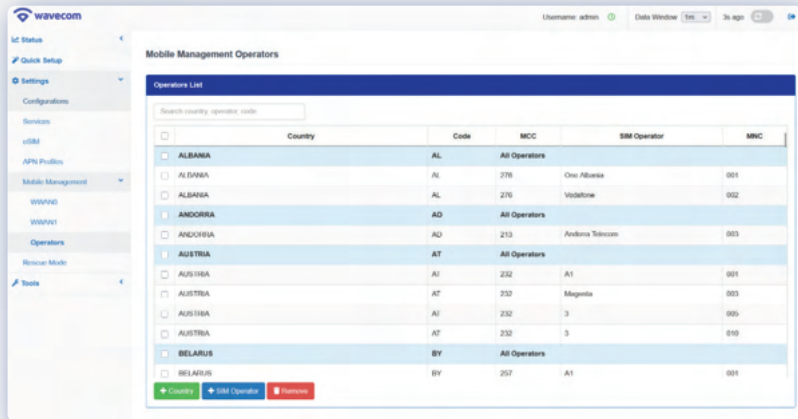 wavecom
Username: admin
Data Window 1m
3s ago
Status
Quick Setup
Settings
Configurations
Services
eSIM
APN Profiles
Mobile Management
WWAN0
WWAN1
Operators
Rescue Mode
Tools
Mobile Management Operators
Operators List
Search country, operator, code
Country Code MCC SIM Operator MNC
ALBANIA AL All Operators
ALBANIA AL 276 One Albania 001
ALBANIA AL 276 Vodafone 002
ANDORRA AD All Operators
ANDORRA AD 213 Andorra Telecom 003
AUSTRIA AT All Operators
AUSTRIA AT 232 A1 001
AUSTRIA AT 232 Magenta 003
AUSTRIA AT 232 3 005
AUSTRIA AT 232 3 010
BELARUS BY All Operators
BELARUS BY 257 A1 001
+ Country + SIM Operator Remove